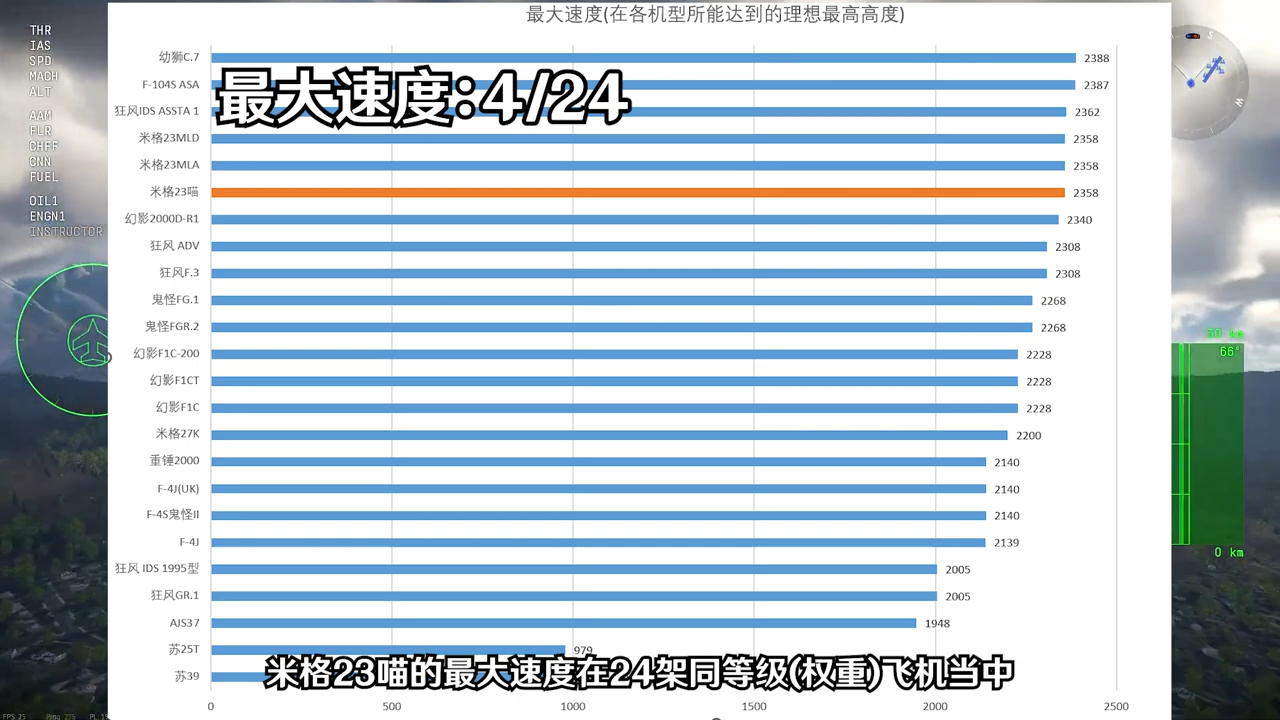 最大速度(在各机型所能达到的理想最高高度)
THR
IAS
SPD
MACH
ALT
AAM
FLR
CHFF
CNN
FUEL
OIL1
ENGN1
INSTRUCTOR
最大速度:4/24
幼狮C.7 2388
F-104S ASA 2387
狂风IDS ASSTA 1 2362
米格23MLD 2358
米格23MLA 2358
米格23喵 2358
幻影2000D-R1 2340
狂风 ADV 2308
狂风F.3 2308
鬼怪FG.1 2268
鬼怪FGR.2 2268
幻影F1C-200 2228
幻影F1CT 2228
幻影F1C 2228
米格27K 2200
重锤2000 2140
F-4J(UK) 2140
F-4S鬼怪II 2140
F-4J 2139
狂风 IDS 1995型 2005
狂风GR.1 2005
AJS37 1948
苏25T 979
苏39
0 500 1000 1500 2000 2500
S
W
66°
0 km
米格23喵的最大速度在24架同等级(权重)飞机当中